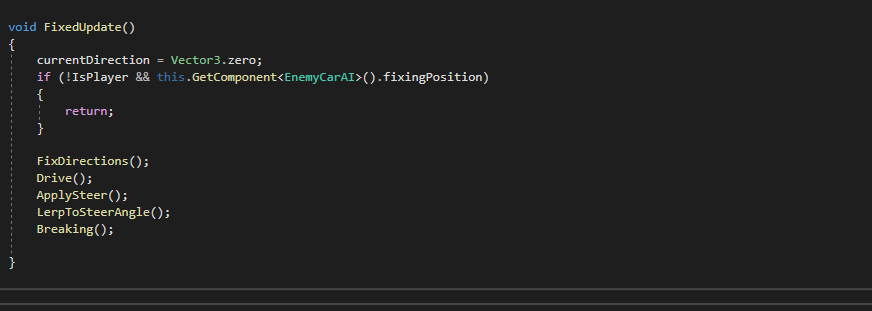 void FixedUpdate()
{
currentDirection = Vector3.zero;
if (!IsPlayer && this.GetComponent<EnemyCarAI>().fixingPosition)
{
return;
}
FixDirections();
Drive();
ApplySteer();
LerpToSteerAngle();
Breaking();
}